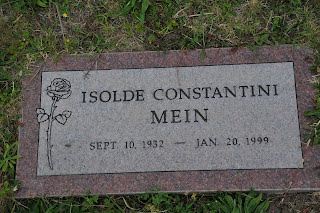 ISOLDE CONSTANTINI
MEIN
SEPT. 10, 1932 — JAN. 20, 1999